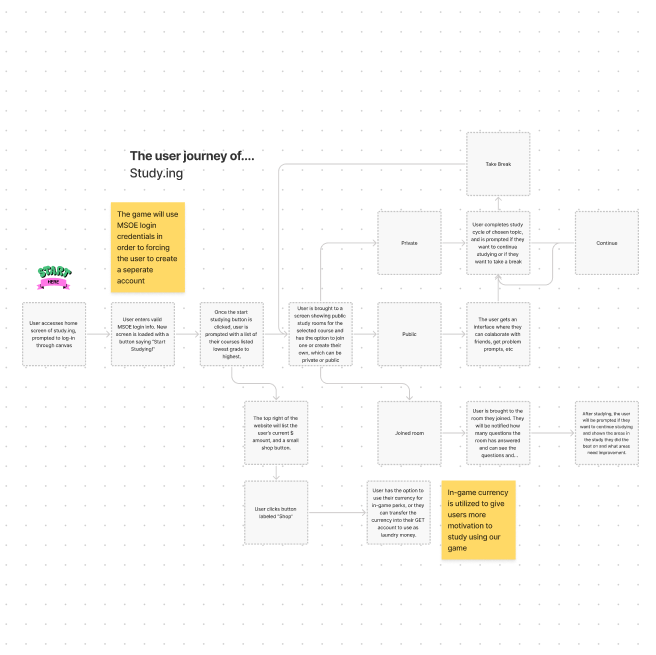 The user journey of....
Study.ing
The game will use
MSOE login
credentials in
order to forcing
the user to create
a seperate
account
START
HERE
User accesses home
screen of study.ing,
prompted to log-in
through canvas
User enters valid
MSOE login info. New
screen is loaded with a
button saying "Start
Studying!"
Once the start
studying button is
clicked, user is
prompted with a list of
their courses listed
lowest grade to
highest.
User is brought to a
screen showing public
study rooms for the
selected course and
has the option to join
one or create their
own, which can be
private or public
Take Break
Private
User completes study
cycle of chosen topic,
and is prompted if they
want to continue
studying or if they
want to take a break
Continue
Public
The user gets an
interface where they
can colaborate with
friends, get problem
prompts, etc
The top right of the
website will list the
user's current $
amount, and a small
shop button.
Joined room
User is brought to the
room they joined. They
will be notified how
many questions the
room has answered
and can see the
questions and...
After studying, the user
will be prompted if they
want to continue studying
and shown the areas in
the study they did the
best on and what areas
need improvement.
User clicks button
labeled "Shop"
User has the option to
use their currency for
in-game perks, or they
can transfer the
currency into their GET
account to use as
laundry money.
In-game currency
is utilized to give
users more
motivation to
study using our
game